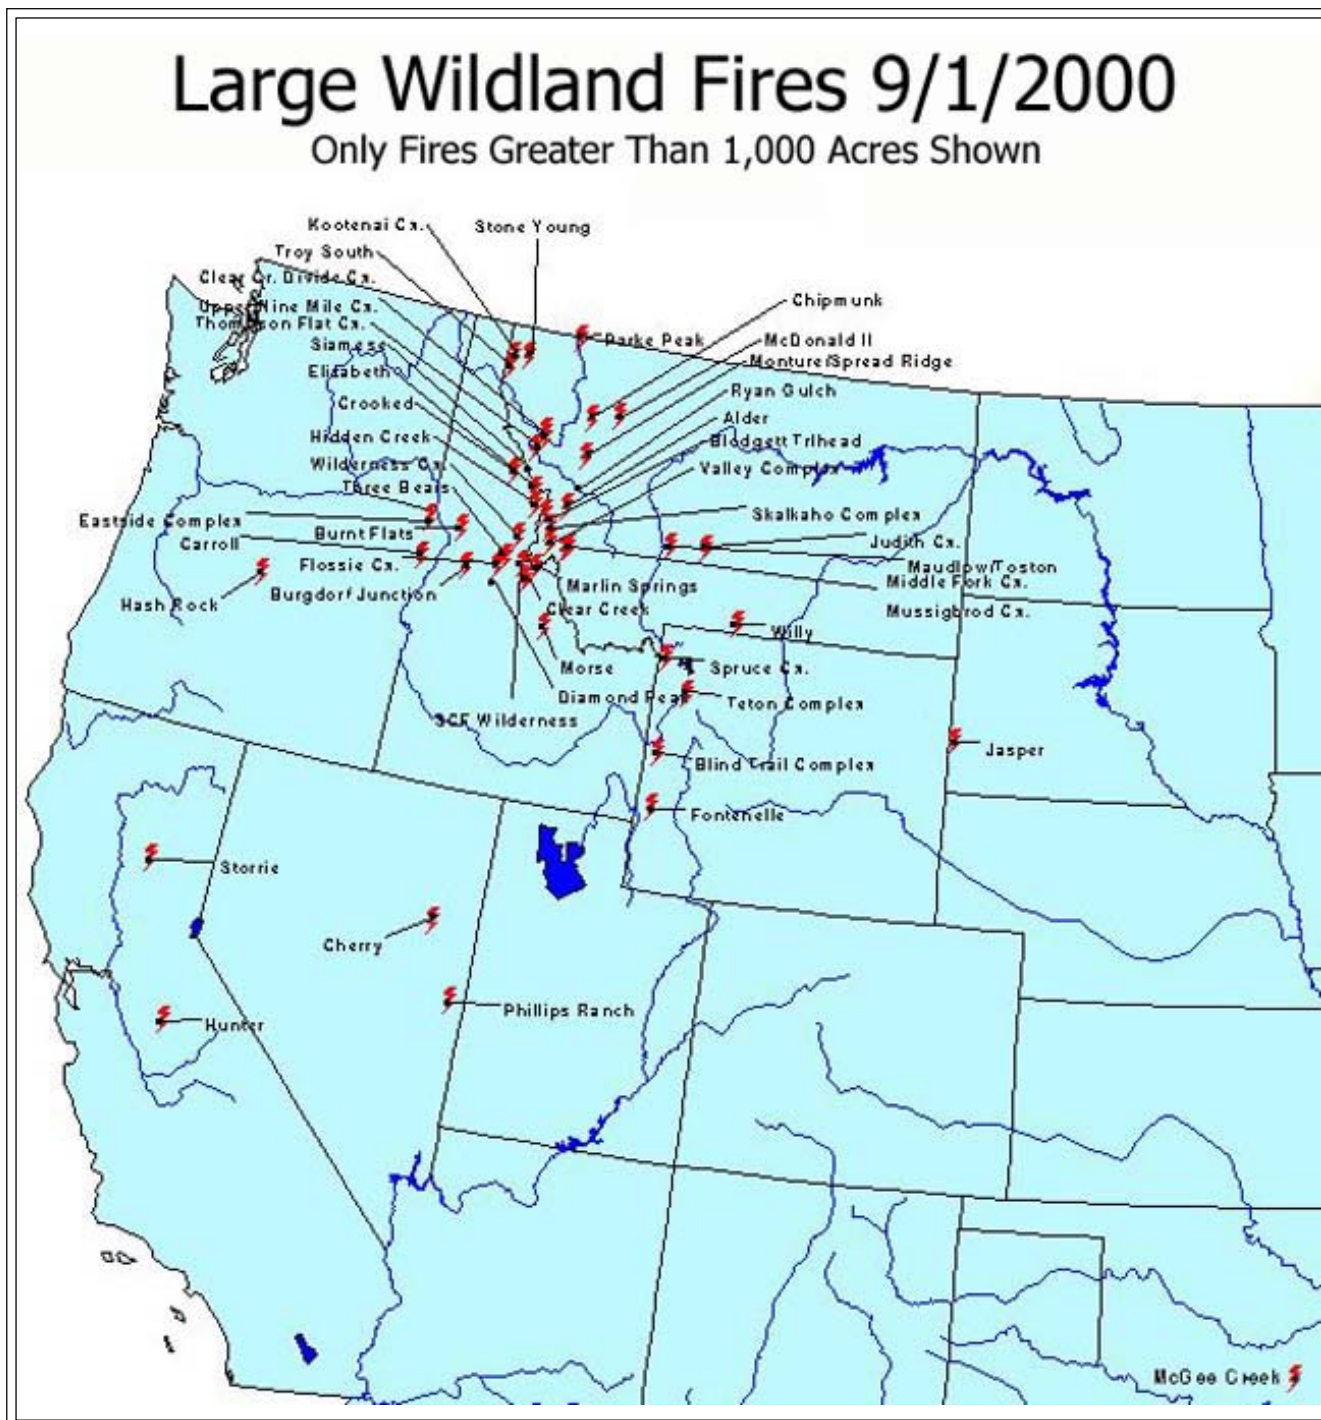 Large Wildland Fires 9/1/2000
Only Fires Greater Than 1,000 Acres Shown
Kootenai Cx.
Stone Young
Troy South
Clear Cr. Divide Cx.
Upper Nine Mile Cx.
Thompson Flat Cx.
Siamese
Elizabeth
Crooked
Hidden Creek
Wilderness Cx.
Three Bears
Eastside Complex
Burnt Flats
Carroll
Flossie Cx.
Hash Rock
Burgdorf Junction
Chipmunk
Parke Peak
McDonald II
Monture/Spread Ridge
Ryan Gulch
Alder
Blodgett Trlhead
Valley Complex
Skalkaho Complex
Judith Cx.
Maudlow/Toston
Middle Fork Cx.
Mussigbrod Cx.
Marlin Springs
Clear Creek
Willy
Morse
Spruce Cx.
Diamond Peak
Teton Complex
SCF Wilderness
Jasper
Blind Trail Complex
Fontenelle
Storrie
Cherry
Phillips Ranch
Hunter
McGee Creek